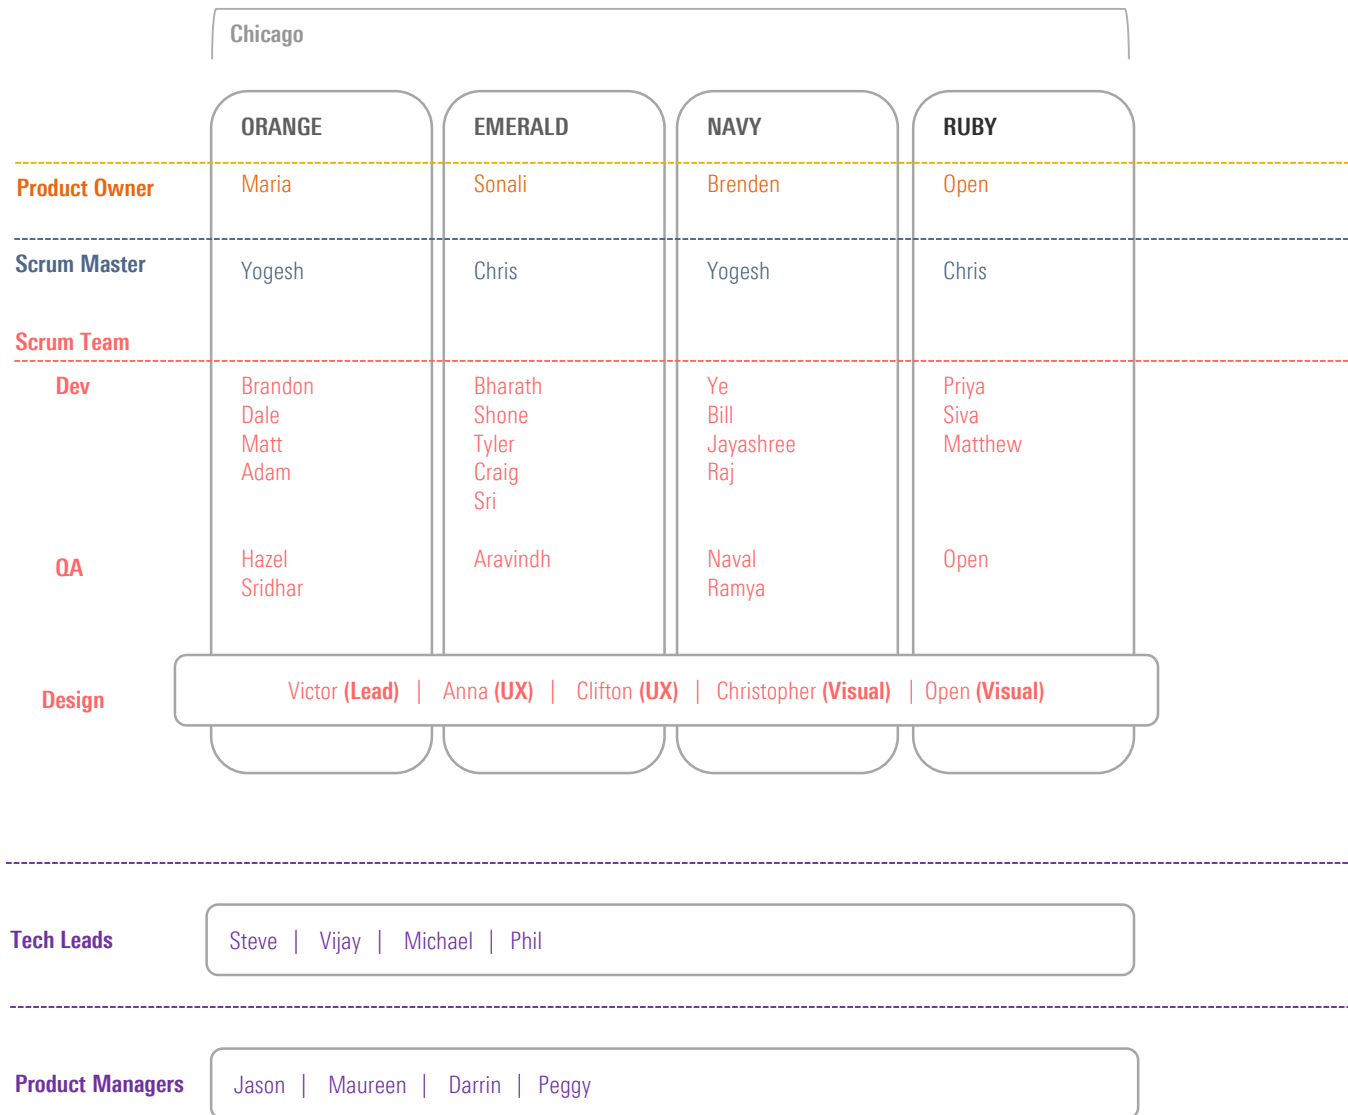 Chicago
ORANGE EMERALD NAVY RUBY
Product Owner Maria Sonali Brenden Open
Scrum Master Yogesh Chris Yogesh Chris
Scrum Team
Dev Brandon Bharath Ye Priya
Dale Shone Bill Siva
Matt Tyler Jayashree Matthew
Adam Craig Raj
Sri
QA Hazel Aravindh Naval Open
Sridhar Ramya
Design Victor (Lead) | Anna (UX) | Clifton (UX) | Christopher (Visual) | Open (Visual)
Tech Leads Steve | Vijay | Michael | Phil
Product Managers Jason | Maureen | Darrin | Peggy